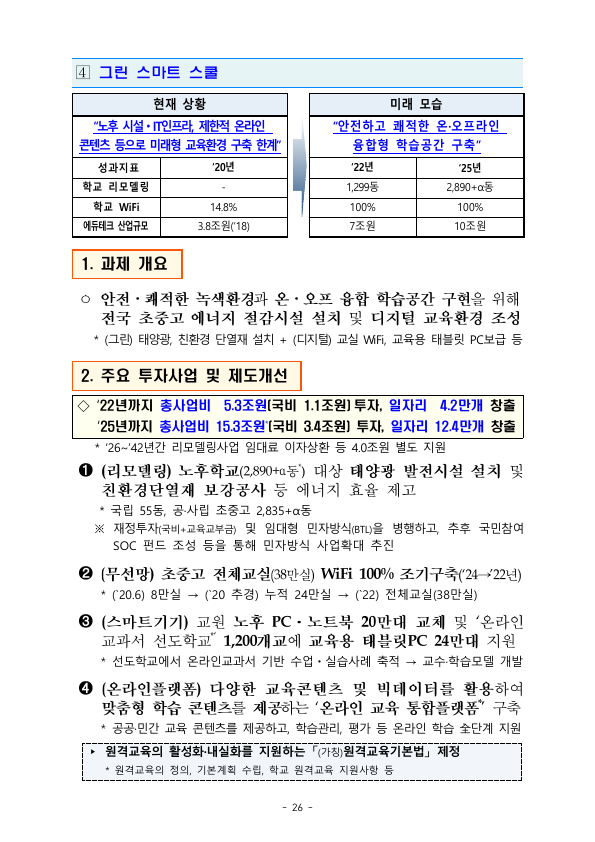 4 그린 스마트 스쿨
현재 상황
미래 모습
“노후 시설·IT인프라, 제한적 온라인
콘텐츠 등으로 미래형 교육환경 구축 한계”
“안전하고 쾌적한 온·오프라인
융합형 학습공간 구축”
성과지표 ’20년 ’22년 ’25년
학교 리모델링 - 1,299동 2,890+α동
학교 WiFi 14.8% 100% 100%
에듀테크 산업규모 3.8조원(’18) 7조원 10조원
1. 과제 개요
○ 안전·쾌적한 녹색환경과 온·오프 융합 학습공간 구현을 위해
전국 초중고 에너지 절감시설 설치 및 디지털 교육환경 조성
* (그린) 태양광, 친환경 단열재 설치 + (디지털) 교실 WiFi, 교육용 태블릿 PC보급 등
2. 주요 투자사업 및 제도개선
◇ ’22년까지 총사업비 5.3조원(국비 1.1조원) 투자, 일자리 4.2만개 창출
’25년까지 총사업비 15.3조원*(국비 3.4조원) 투자, 일자리 12.4만개 창출
* ’26~’42년간 리모델링사업 임대료 이자상환 등 4.0조원 별도 지원
❶ (리모델링) 노후학교(2,890+α동*) 대상 태양광 발전시설 설치 및
친환경단열재 보강공사 등 에너지 효율 제고
* 국립 55동, 공·사립 초중고 2,835+α동
※ 재정투자(국비+교육교부금) 및 임대형 민자방식(BTL)을 병행하고, 추후 국민참여
SOC 펀드 조성 등을 통해 민자방식 사업확대 추진
❷ (무선망) 초중고 전체교실(38만실) WiFi 100% 조기구축(‘24→’22년)
* (`20.6) 8만실 → (`20 추경) 누적 24만실 → (`22) 전체교실(38만실)
❸ (스마트기기) 교원 노후 PC·노트북 20만대 교체 및 ‘온라인
교과서 선도학교*’ 1,200개교에 교육용 태블릿PC 24만대 지원
* 선도학교에서 온라인교과서 기반 수업·실습사례 축적 → 교수·학습모델 개발
❹ (온라인플랫폼) 다양한 교육콘텐츠 및 빅데이터를 활용하여
맞춤형 학습 콘텐츠를 제공하는 ‘온라인 교육 통합플랫폼*’ 구축
* 공공·민간 교육 콘텐츠를 제공하고, 학습관리, 평가 등 온라인 학습 全단계 지원
‣ 원격교육의 활성화·내실화를 지원하는「(가칭)원격교육기본법」제정
* 원격교육의 정의, 기본계획 수립, 학교 원격교육 지원사항 등
- 26 -